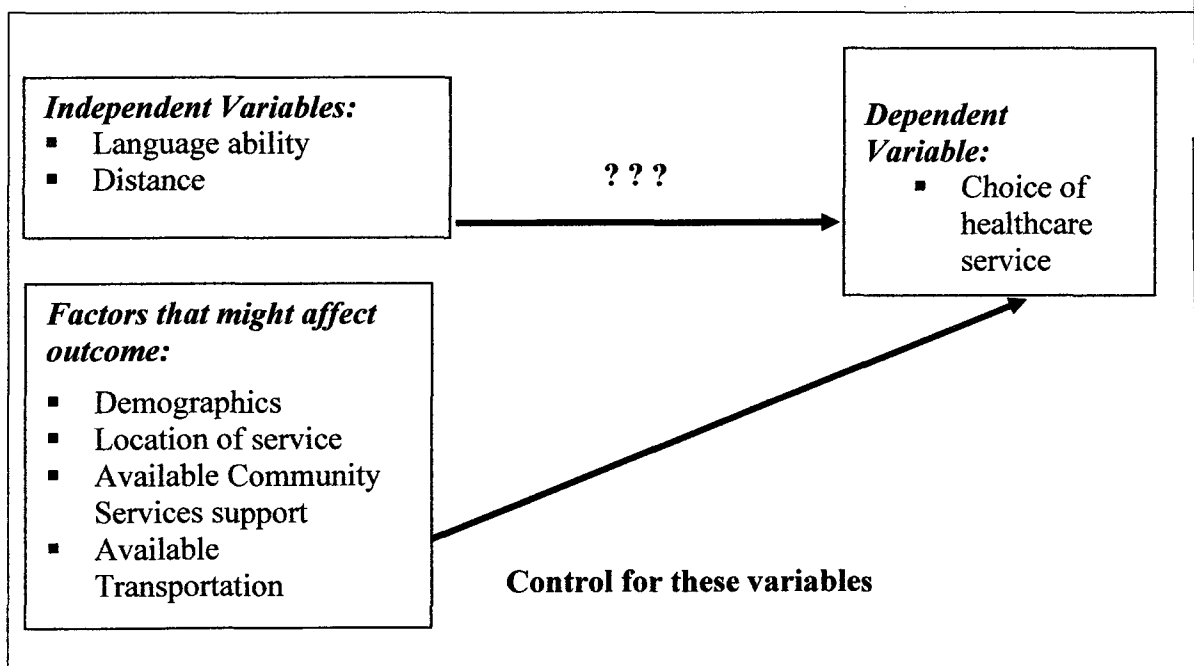 Independent Variables:
▪ Language ability
▪ Distance
? ? ?
Dependent
Variable:
▪ Choice of
healthcare
service
Factors that might affect
outcome:
▪ Demographics
▪ Location of service
▪ Available Community
Services support
▪ Available
Transportation
Control for these variables